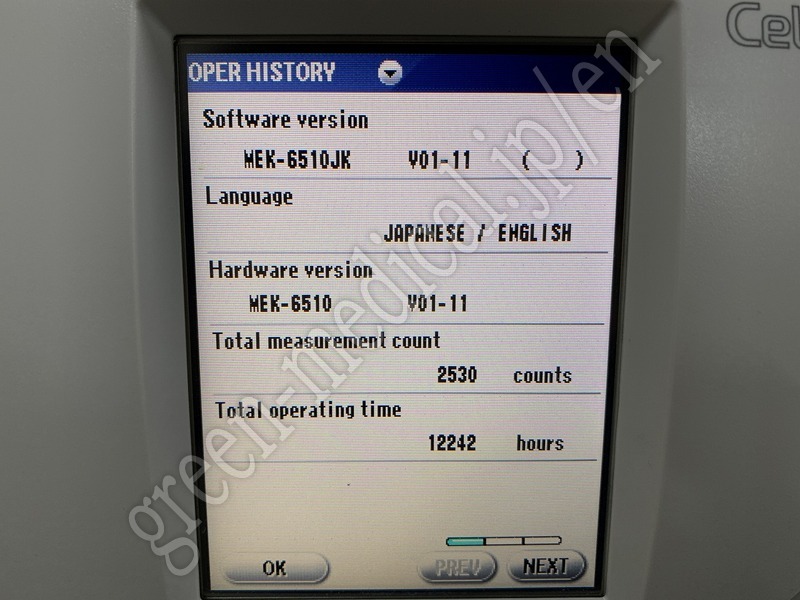 Cel
OPER HISTORY
Software version
MEK-6510JK V01-11 ( )
Language
JAPANESE / ENGLISH
Hardware version
MEK-6510 V01-11
Total measurement count
2530 counts
Total operating time
12242 hours
OK PREV NEXT
green-medical.jp/en